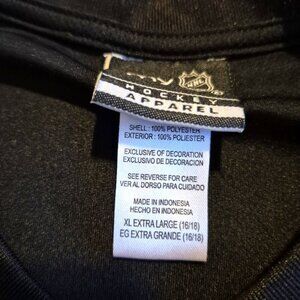 NHL
HOCKEY
APPAREL
SHELL : 100% POLYESTER
EXTERIOR : 100% POLIESTER
EXCLUSIVE OF DECORATION
EXCLUSIVO DE DECORACION
SEE REVERSE FOR CARE
VER AL DORSO PARA CUIDADO
MADE IN INDONESIA
HECHO EN INDONESIA
XL EXTRA LARGE (16/18)
EG EXTRA GRANDE (16/18)